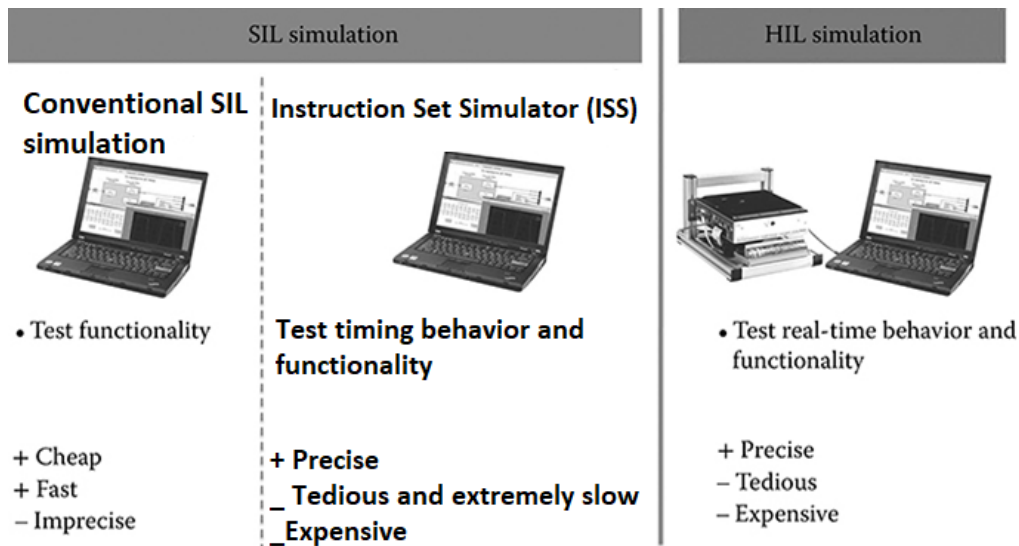 SIL simulation
HIL simulation
Conventional SIL
simulation
Instruction Set Simulator (ISS)
• Test functionality
Test timing behavior and
functionality
• Test real-time behavior and
functionality
+ Cheap
+ Fast
– Imprecise
+ Precise
_ Tedious and extremely slow
_Expensive
+ Precise
– Tedious
– Expensive